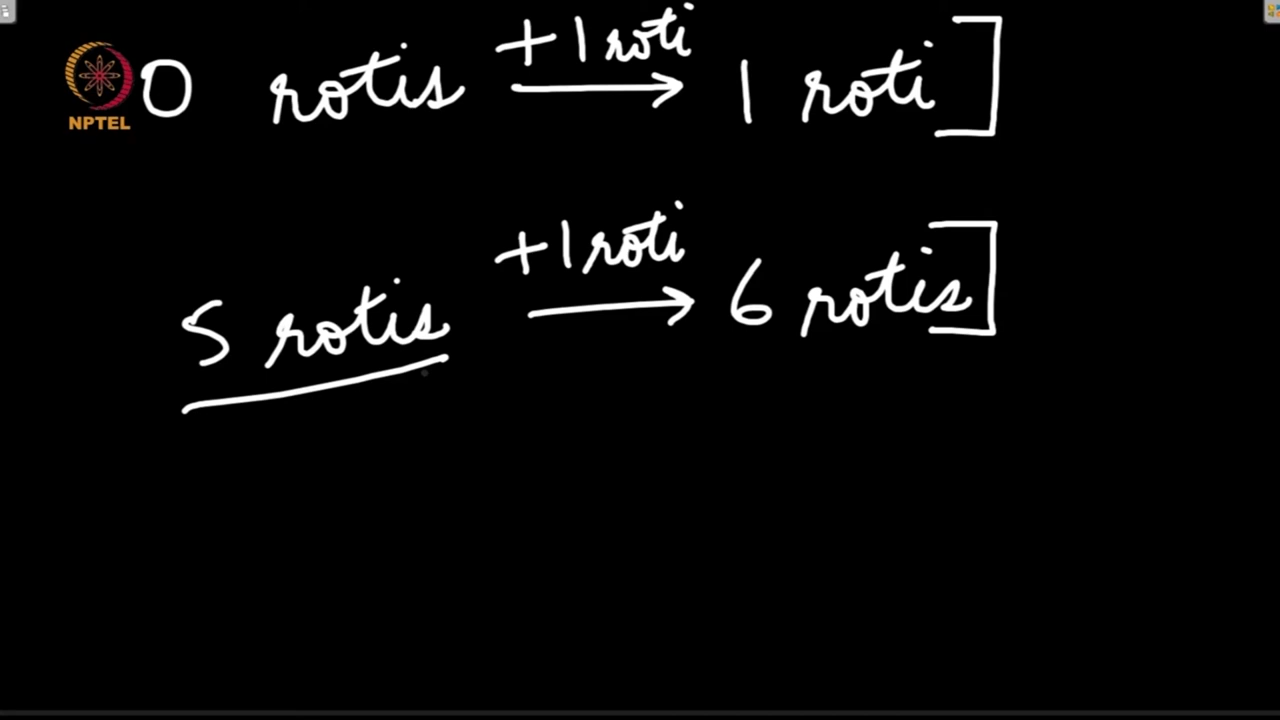 +1 roti
0 rotis → 1 roti ]
NPTEL
+1 roti
5 rotis → 6 rotis ]